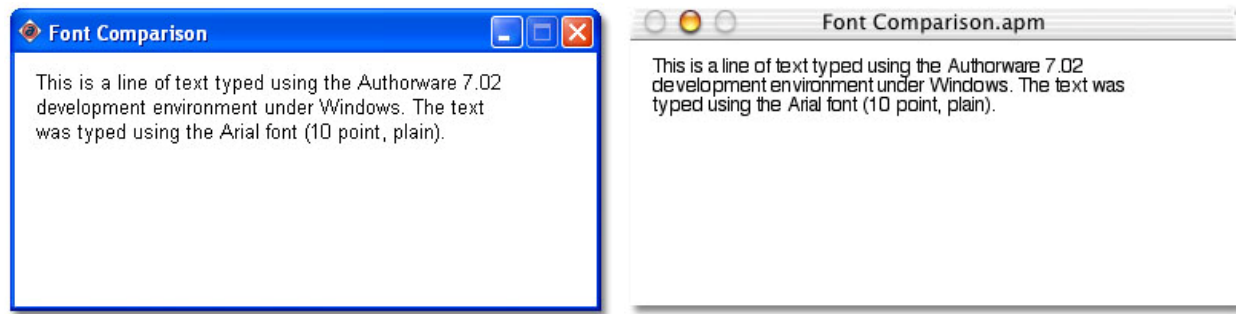 Font Comparison
This is a line of text typed using the Authorware 7.02
development environment under Windows. The text
was typed using the Arial font (10 point, plain).
Font Comparison.apm
This is a line of text typed using the Authorware 7.02
development environment under Windows. The text was
typed using the Arial font (10 point, plain).